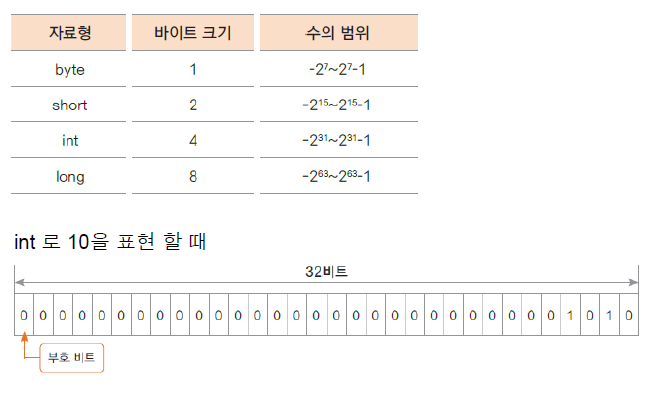 자료형 바이트 크기 수의 범위
byte 1 -2⁷~2⁷-1
short 2 -2¹⁵~2¹⁵-1
int 4 -2³¹~2³¹-1
long 8 -2⁶³~2⁶³-1
int 로 10을 표현 할 때
32비트
0 0 0 0 0 0 0 0 0 0 0 0 0 0 0 0 0 0 0 0 0 0 0 0 0 0 0 0 1 0 1 0
부호 비트